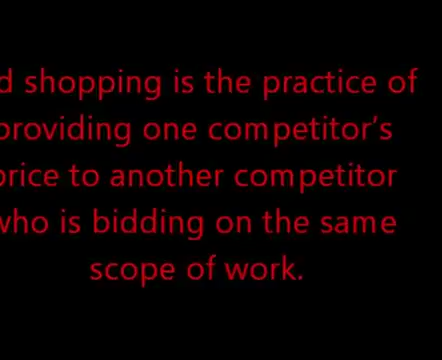 d shopping is the practice of
providing one competitor's
price to another competitor
who is bidding on the same
scope of work.